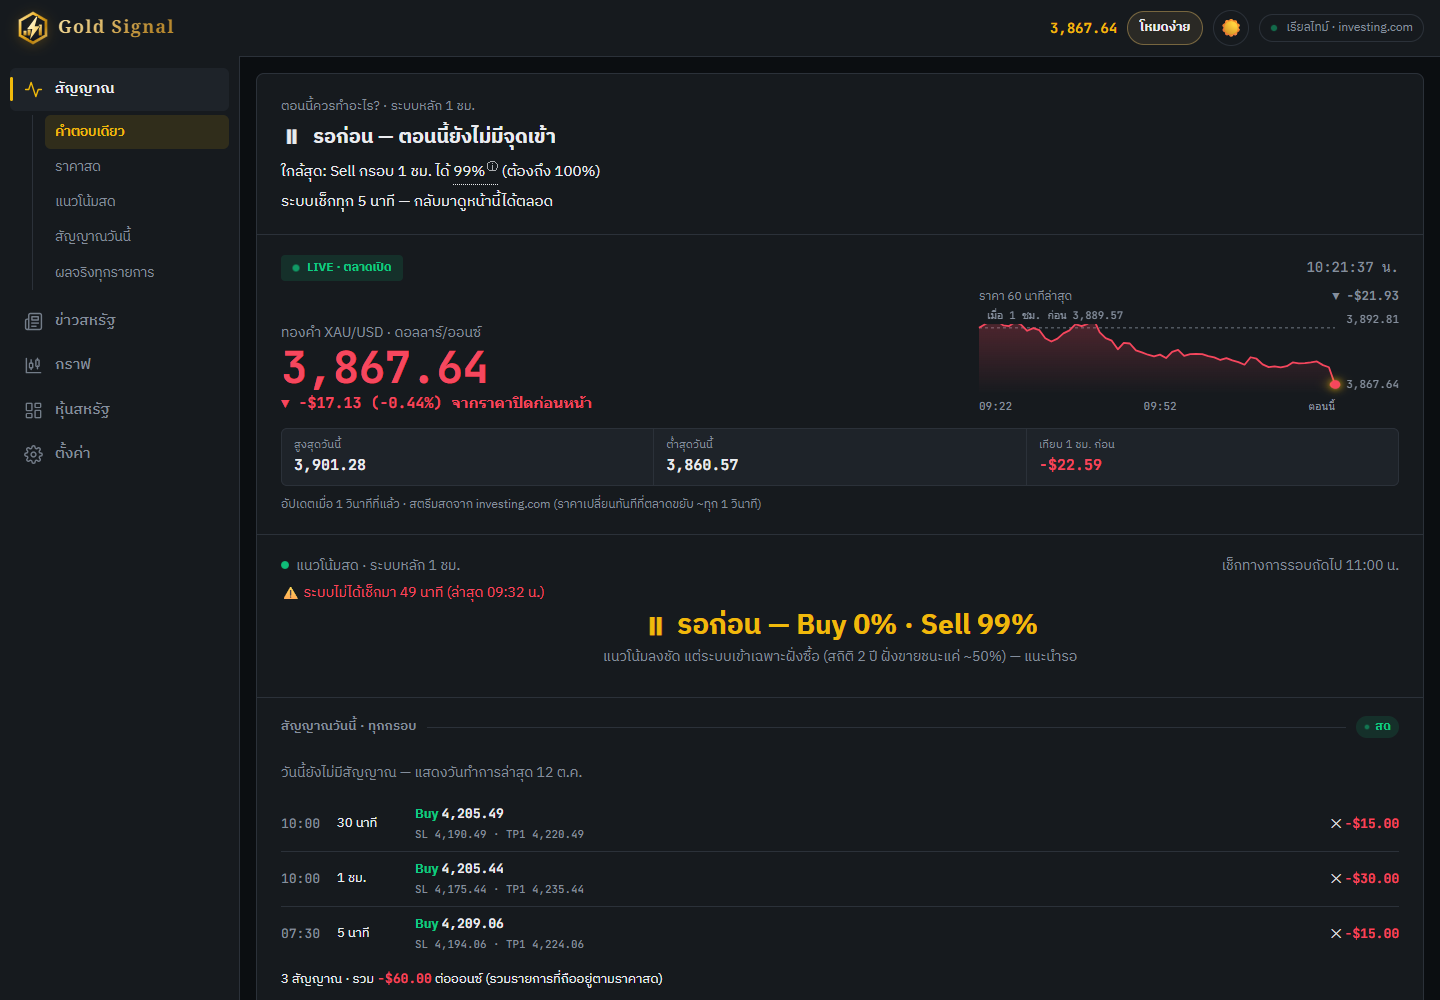 Gold Signal
3,867.64
โหมดง่าย
เรียลไทม์ · investing.com
สัญญาณ
คำตอบเดียว
ราคาสด
แนวโน้มสด
สัญญาณวันนี้
ผลจริงทุกรายการ
ข่าวสหรัฐ
กราฟ
หุ้นสหรัฐ
ตั้งค่า
ตอนนี้ควรทำอะไร? · ระบบหลัก 1 ชม.
⏸ รอก่อน — ตอนนี้ยังไม่มีจุดเข้า
ใกล้สุด: Sell กรอบ 1 ชม. ได้ 99%ⓘ (ต้องถึง 100%)
ระบบเช็กทุก 5 นาที — กลับมาดูหน้านี้ได้ตลอด
LIVE · ตลาดเปิด
10:21:37 น.
ราคา 60 นาทีล่าสุด
▼ -$21.93
เมื่อ 1 ชม. ก่อน 3,889.57
3,892.81
3,867.64
09:22
09:52
ตอนนี้
ทองคำ XAU/USD · ดอลลาร์/ออนซ์
3,867.64
▼ -$17.13 (-0.44%) จากราคาปิดก่อนหน้า
สูงสุดวันนี้
3,901.28
ต่ำสุดวันนี้
3,860.57
เทียบ 1 ชม. ก่อน
-$22.59
อัปเดตเมื่อ 1 วินาทีที่แล้ว · สตรีมสดจาก investing.com (ราคาเปลี่ยนทันทีที่ตลาดขยับ ~ทุก 1 วินาที)
แนวโน้มสด · ระบบหลัก 1 ชม.
เช็กทางการรอบถัดไป 11:00 น.
⚠ ระบบไม่ได้เช็กมา 49 นาที (ล่าสุด 09:32 น.)
⏸ รอก่อน — Buy 0% · Sell 99%
แนวโน้มลงชัด แต่ระบบเข้าเฉพาะฝั่งซื้อ (สถิติ 2 ปี ฝั่งขายชนะแค่ ~50%) — แนะนำรอ
สัญญาณวันนี้ · ทุกกรอบ
สด
วันนี้ยังไม่มีสัญญาณ — แสดงวันทำการล่าสุด 12 ต.ค.
10:00 30 นาที Buy 4,205.49 ✕ -$15.00
SL 4,190.49 · TP1 4,220.49
10:00 1 ชม. Buy 4,205.44 ✕ -$30.00
SL 4,175.44 · TP1 4,235.44
07:30 5 นาที Buy 4,209.06 ✕ -$15.00
SL 4,194.06 · TP1 4,224.06
3 สัญญาณ · รวม -$60.00 ต่อออนซ์ (รวมรายการที่ถืออยู่ตามราคาสด)